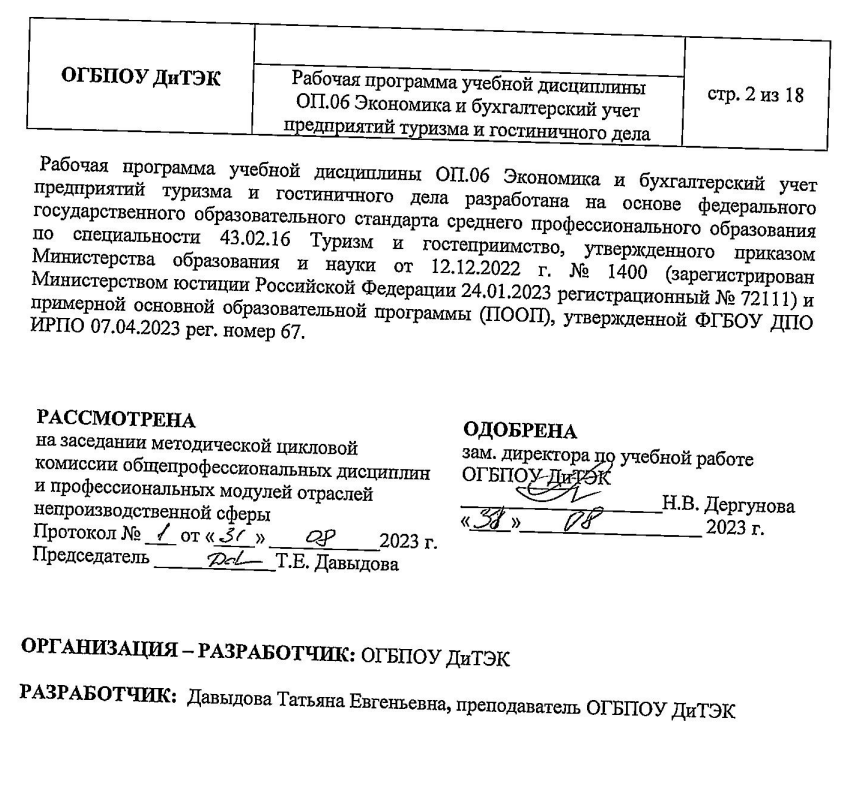 ОГБПОУ ДиТЭК
Рабочая программа учебной дисциплины
ОП.06 Экономика и бухгалтерский учет
предприятий туризма и гостиничного дела
стр. 2 из 18
Рабочая программа учебной дисциплины ОП.06 Экономика и бухгалтерский учет
предприятий туризма и гостиничного дела разработана на основе федерального
государственного образовательного стандарта среднего профессионального образования
по специальности 43.02.16 Туризм и гостеприимство, утвержденного приказом
Министерства образования и науки от 12.12.2022 г. № 1400 (зарегистрирован
Министерством юстиции Российской Федерации 24.01.2023 регистрационный № 72111) и
примерной основной образовательной программы (ПООП), утвержденной ФГБОУ ДПО
ИРПО 07.04.2023 рег. номер 67.
РАССМОТРЕНА
на заседании методической цикловой
комиссии общепрофессиональных дисциплин
и профессиональных модулей отраслей
непроизводственной сферы
Протокол № 1 от «31» 08 2023 г.
Председатель Т.Е. Давыдова
ОДОБРЕНА
зам. директора по учебной работе
ОГБПОУ ДиТЭК
Н.В. Дергунова
« » 08 2023 г.
ОРГАНИЗАЦИЯ – РАЗРАБОТЧИК: ОГБПОУ ДиТЭК
РАЗРАБОТЧИК: Давыдова Татьяна Евгеньевна, преподаватель ОГБПОУ ДиТЭК